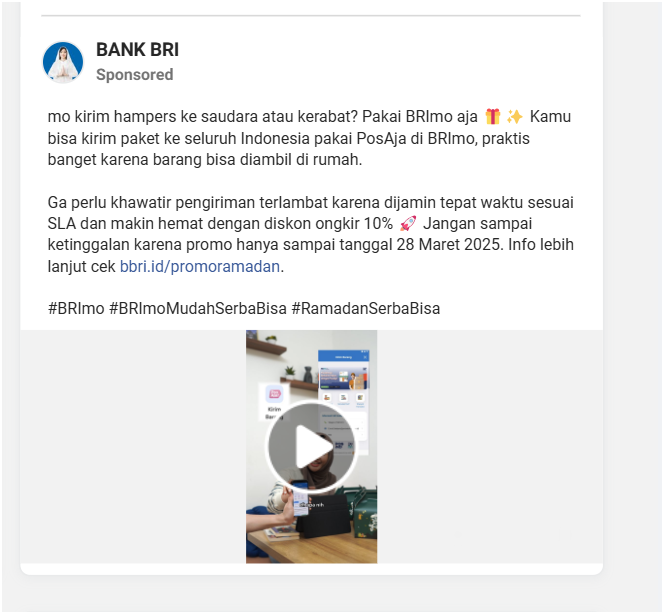 BANK BRI
Sponsored
mo kirim hampers ke saudara atau kerabat? Pakai BRImo aja 🎁 ✨ Kamu
bisa kirim paket ke seluruh Indonesia pakai PosAja di BRImo, praktis
banget karena barang bisa diambil di rumah.
Ga perlu khawatir pengiriman terlambat karena dijamin tepat waktu sesuai
SLA dan makin hemat dengan diskon ongkir 10% 🚀 Jangan sampai
ketinggalan karena promo hanya sampai tanggal 28 Maret 2025. Info lebih
lanjut cek bbri.id/promoramadan.
#BRImo #BRImoMudahSerbaBisa #RamadanSerbaBisa
Kirim